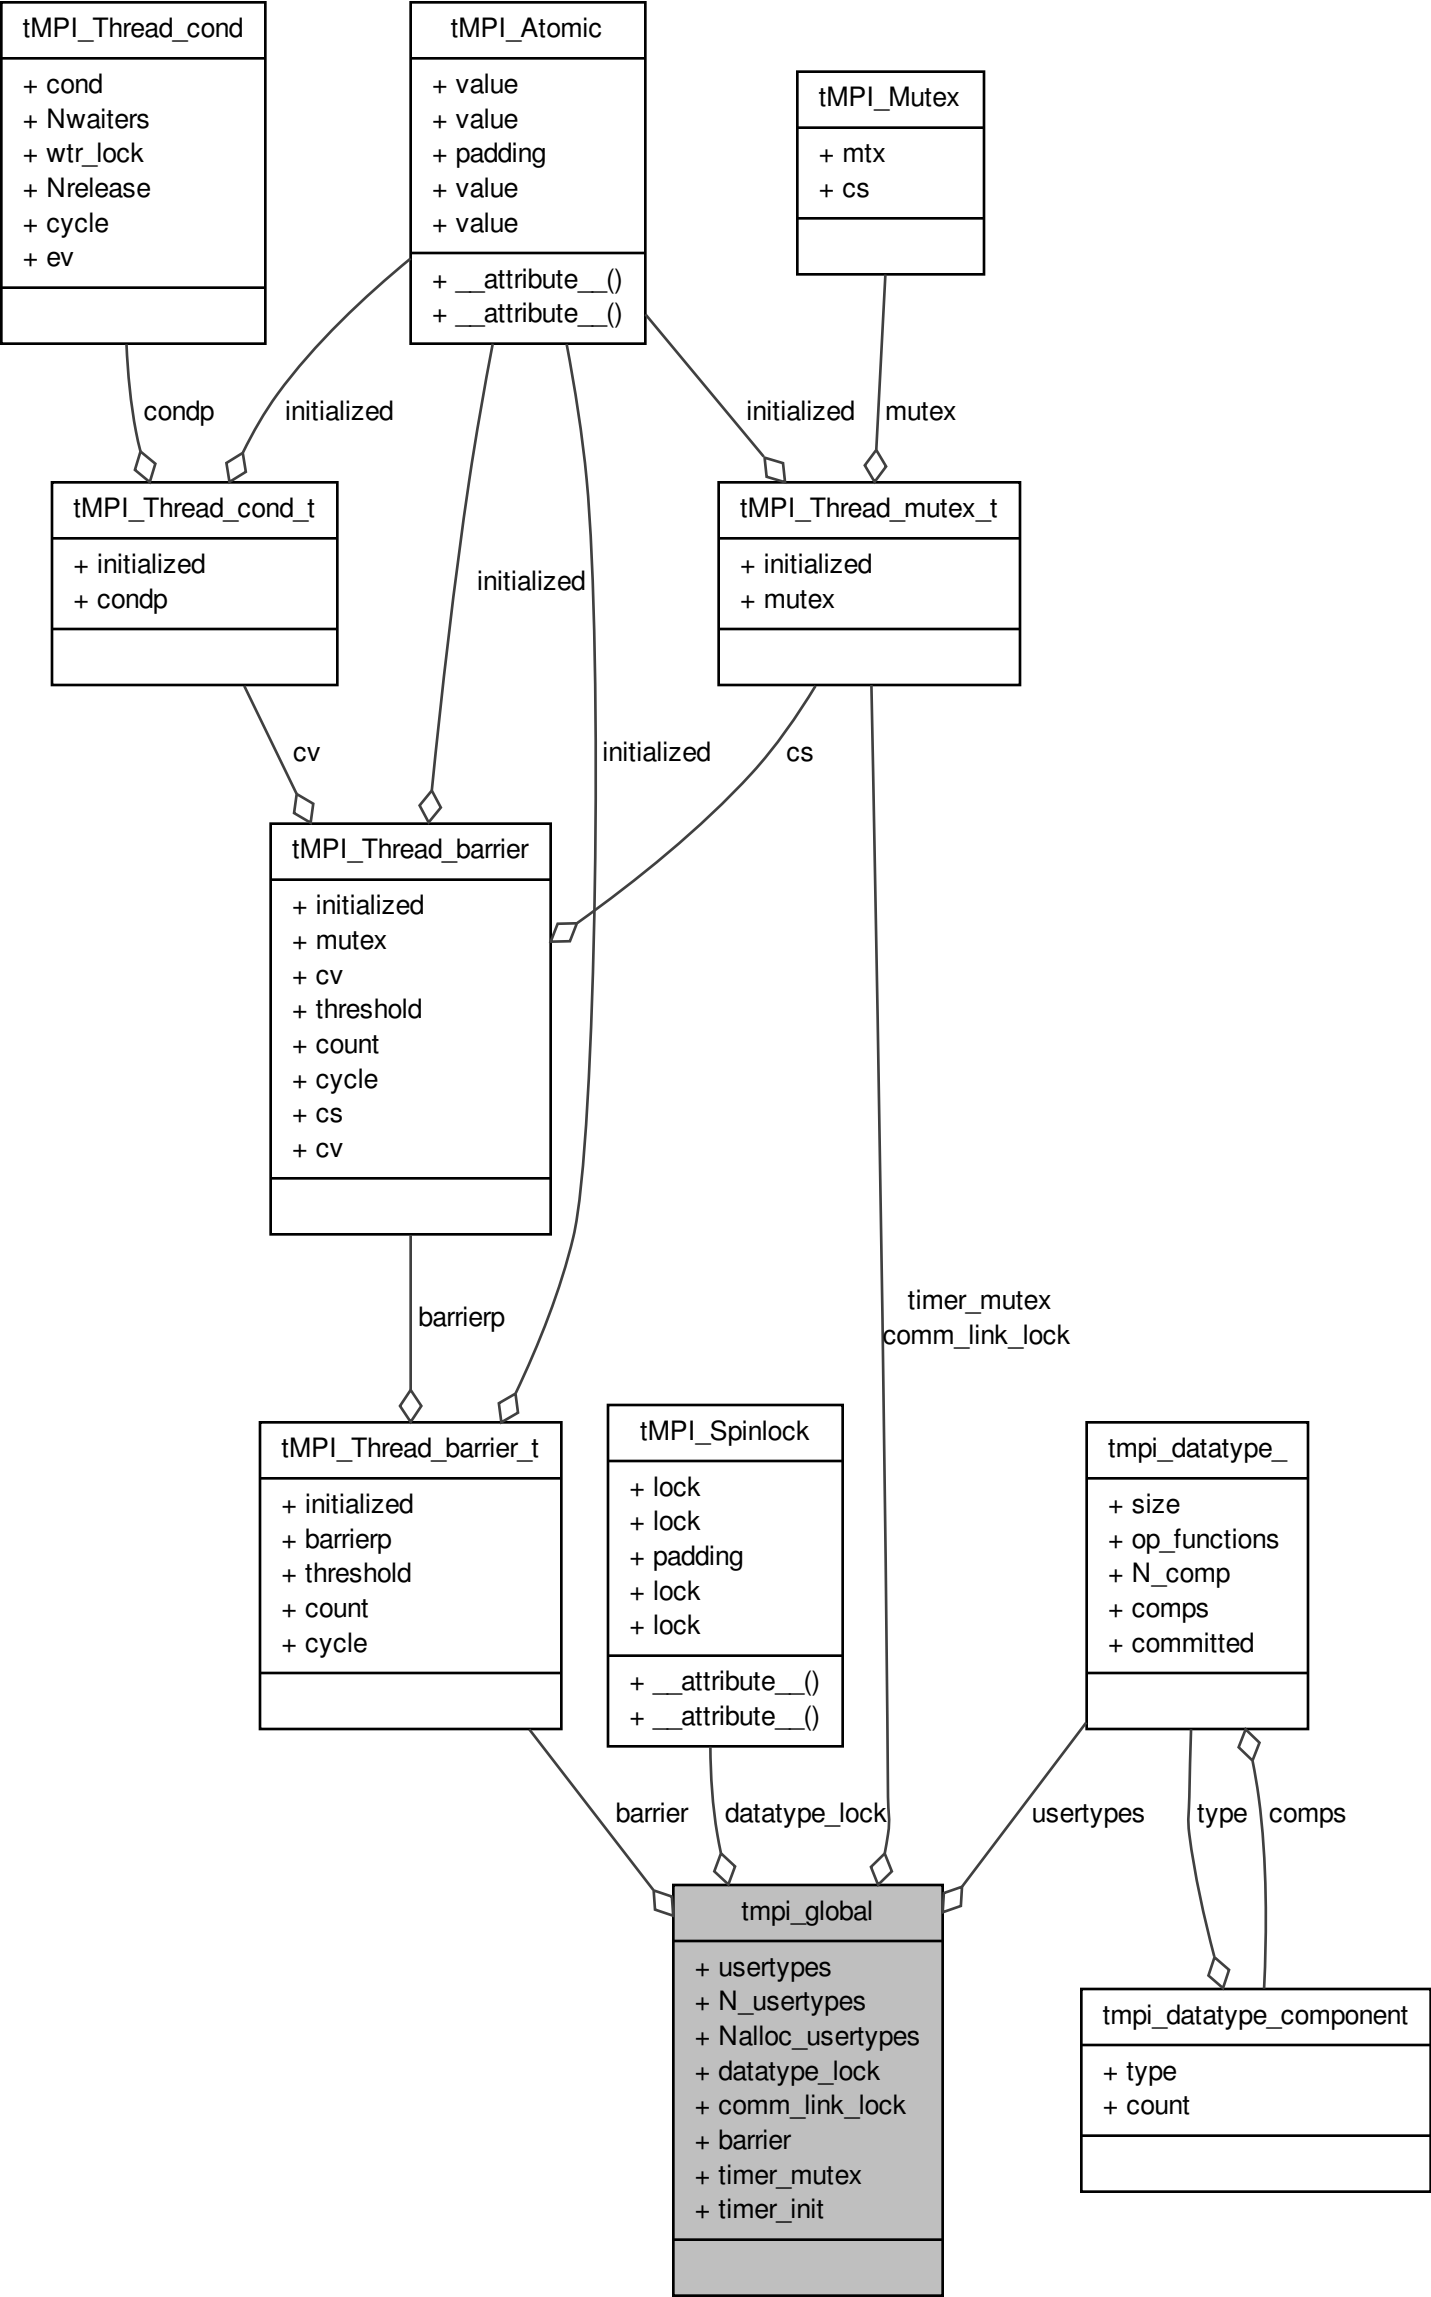 tMPI_Thread_cond
+ cond
+ Nwaiters
+ wtr_lock
+ Nrelease
+ cycle
+ ev
tMPI_Atomic
+ value
+ value
+ padding
+ value
+ value
+ __attribute__()
+ __attribute__()
tMPI_Mutex
+ mtx
+ cs
condp
initialized
initialized
mutex
tMPI_Thread_cond_t
+ initialized
+ condp
initialized
tMPI_Thread_mutex_t
+ initialized
+ mutex
cv
initialized
cs
tMPI_Thread_barrier
+ initialized
+ mutex
+ cv
+ threshold
+ count
+ cycle
+ cs
+ cv
barrierp
timer_mutex
comm_link_lock
tMPI_Thread_barrier_t
+ initialized
+ barrierp
+ threshold
+ count
+ cycle
tMPI_Spinlock
+ lock
+ lock
+ padding
+ lock
+ lock
+ __attribute__()
+ __attribute__()
tmpi_datatype_
+ size
+ op_functions
+ N_comp
+ comps
+ committed
barrier
datatype_lock
usertypes
type
comps
tmpi_global
+ usertypes
+ N_usertypes
+ Nalloc_usertypes
+ datatype_lock
+ comm_link_lock
+ barrier
+ timer_mutex
+ timer_init
tmpi_datatype_component
+ type
+ count